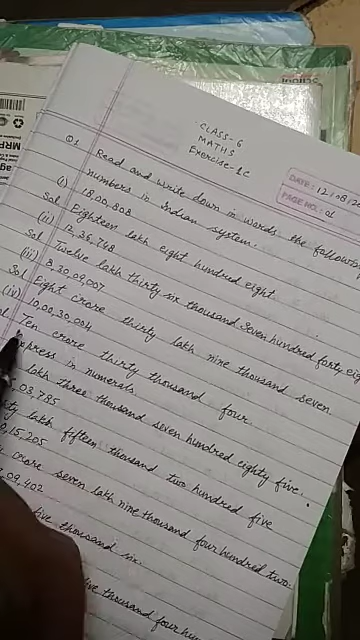 CLASS-6
MATHS
Exercise-1C
DATE: 12/08/20
PAGE NO.: 01
Q1 Read and write down in words the following
numbers in Indian system.
(i) 18,00,808
Sol Eighteen lakh eight hundred eight
(ii) 12,36,748
Sol Twelve lakh thirty six thousand seven hundred forty eight
(iii) 8,30,09,007
Sol Eight crore thirty lakh nine thousand seven
(iv) 10,00,30,004
Ten crore thirty thousand four.
express in numerals.
lakh three thousand seven hundred eighty five.
,03,785
lakh fifteen thousand two hundred five
,15,205
crore seven lakh nine thousand four hundred two.
,09,402
five thousand six.
five thousand four
MRP